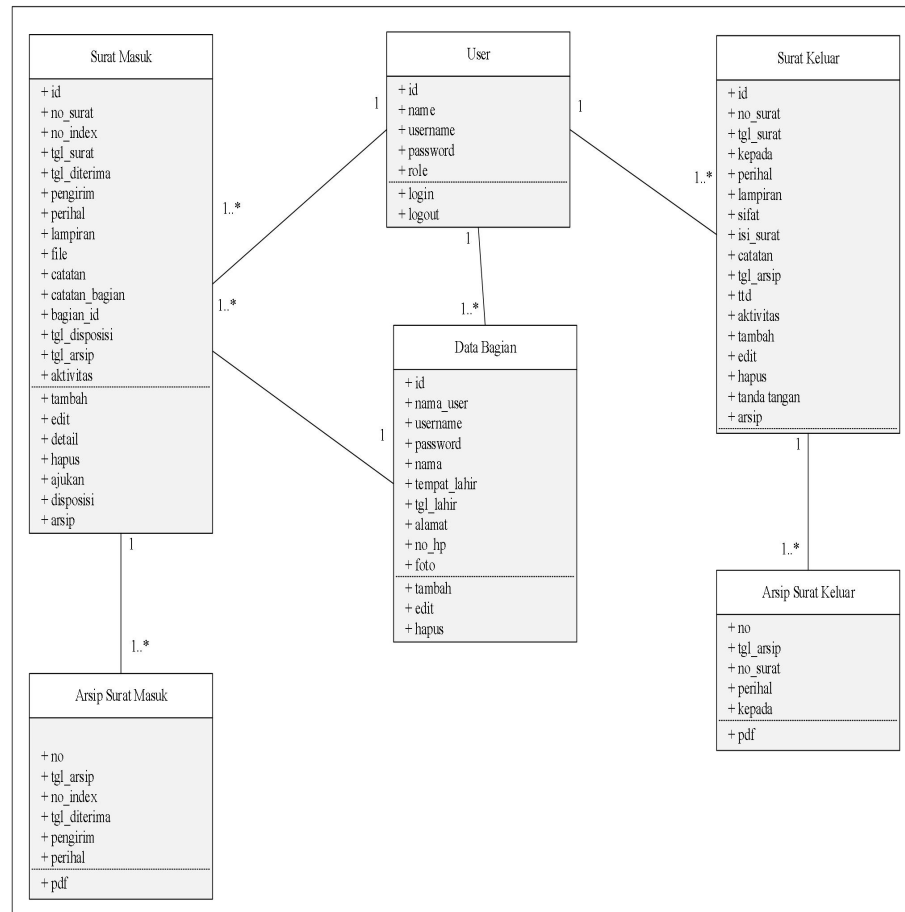 Surat Masuk
+ id
+ no_surat
+ no_index
+ tgl_surat
+ tgl_diterima
+ pengirim
+ perihal
+ lampiran
+ file
+ catatan
+ catatan_bagian
+ bagian_id
+ tgl_disposisi
+ tgl_arsip
+ aktivitas
+ tambah
+ edit
+ detail
+ hapus
+ ajukan
+ disposisi
+ arsip
1
1..*
User
+ id
+ name
+ username
+ password
+ role
+ login
+ logout
1
1..*
1
1..*
Surat Keluar
+ id
+ no_surat
+ tgl_surat
+ kepada
+ perihal
+ lampiran
+ sifat
+ isi_surat
+ catatan
+ tgl_arsip
+ ttd
+ aktivitas
+ tambah
+ edit
+ hapus
+ tanda tangan
+ arsip
1..*
1
Data Bagian
+ id
+ nama_user
+ username
+ password
+ nama
+ tempat_lahir
+ tgl_lahir
+ alamat
+ no_hp
+ foto
+ tambah
+ edit
+ hapus
1
1..*
Arsip Surat Masuk
+ no
+ tgl_arsip
+ no_index
+ tgl_diterima
+ pengirim
+ perihal
+ pdf
1
1..*
Arsip Surat Keluar
+ no
+ tgl_arsip
+ no_surat
+ perihal
+ kepada
+ pdf